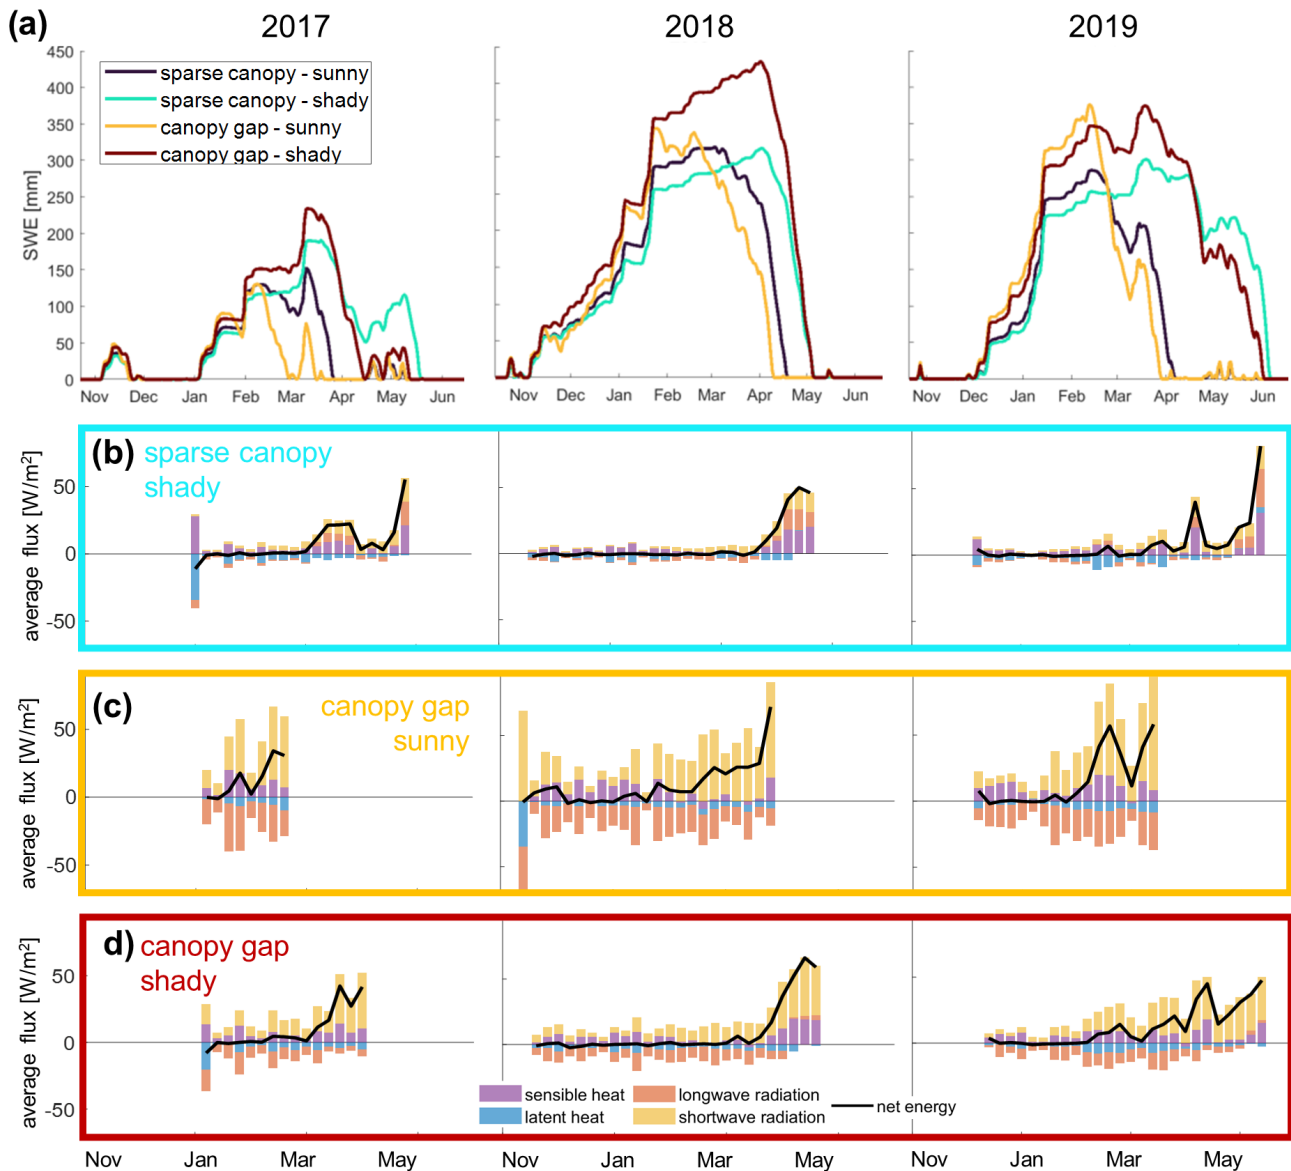 (a)
2017 2018 2019
450
400
350
300
250
200
150
100
50
0
SWE [mm]
sparse canopy - sunny
sparse canopy - shady
canopy gap - sunny
canopy gap - shady
Nov Dec Jan Feb Mar Apr May Jun Nov Dec Jan Feb Mar Apr May Jun Nov Dec Jan Feb Mar Apr May Jun
(b) sparse canopy
shady
average flux [W/m²]
50
0
-50
(c) canopy gap
sunny
average flux [W/m²]
50
0
-50
d) canopy gap
shady
average flux [W/m²]
50
0
-50
sensible heat longwave radiation net energy
latent heat shortwave radiation
Nov Jan Mar May Nov Jan Mar May Nov Jan Mar May